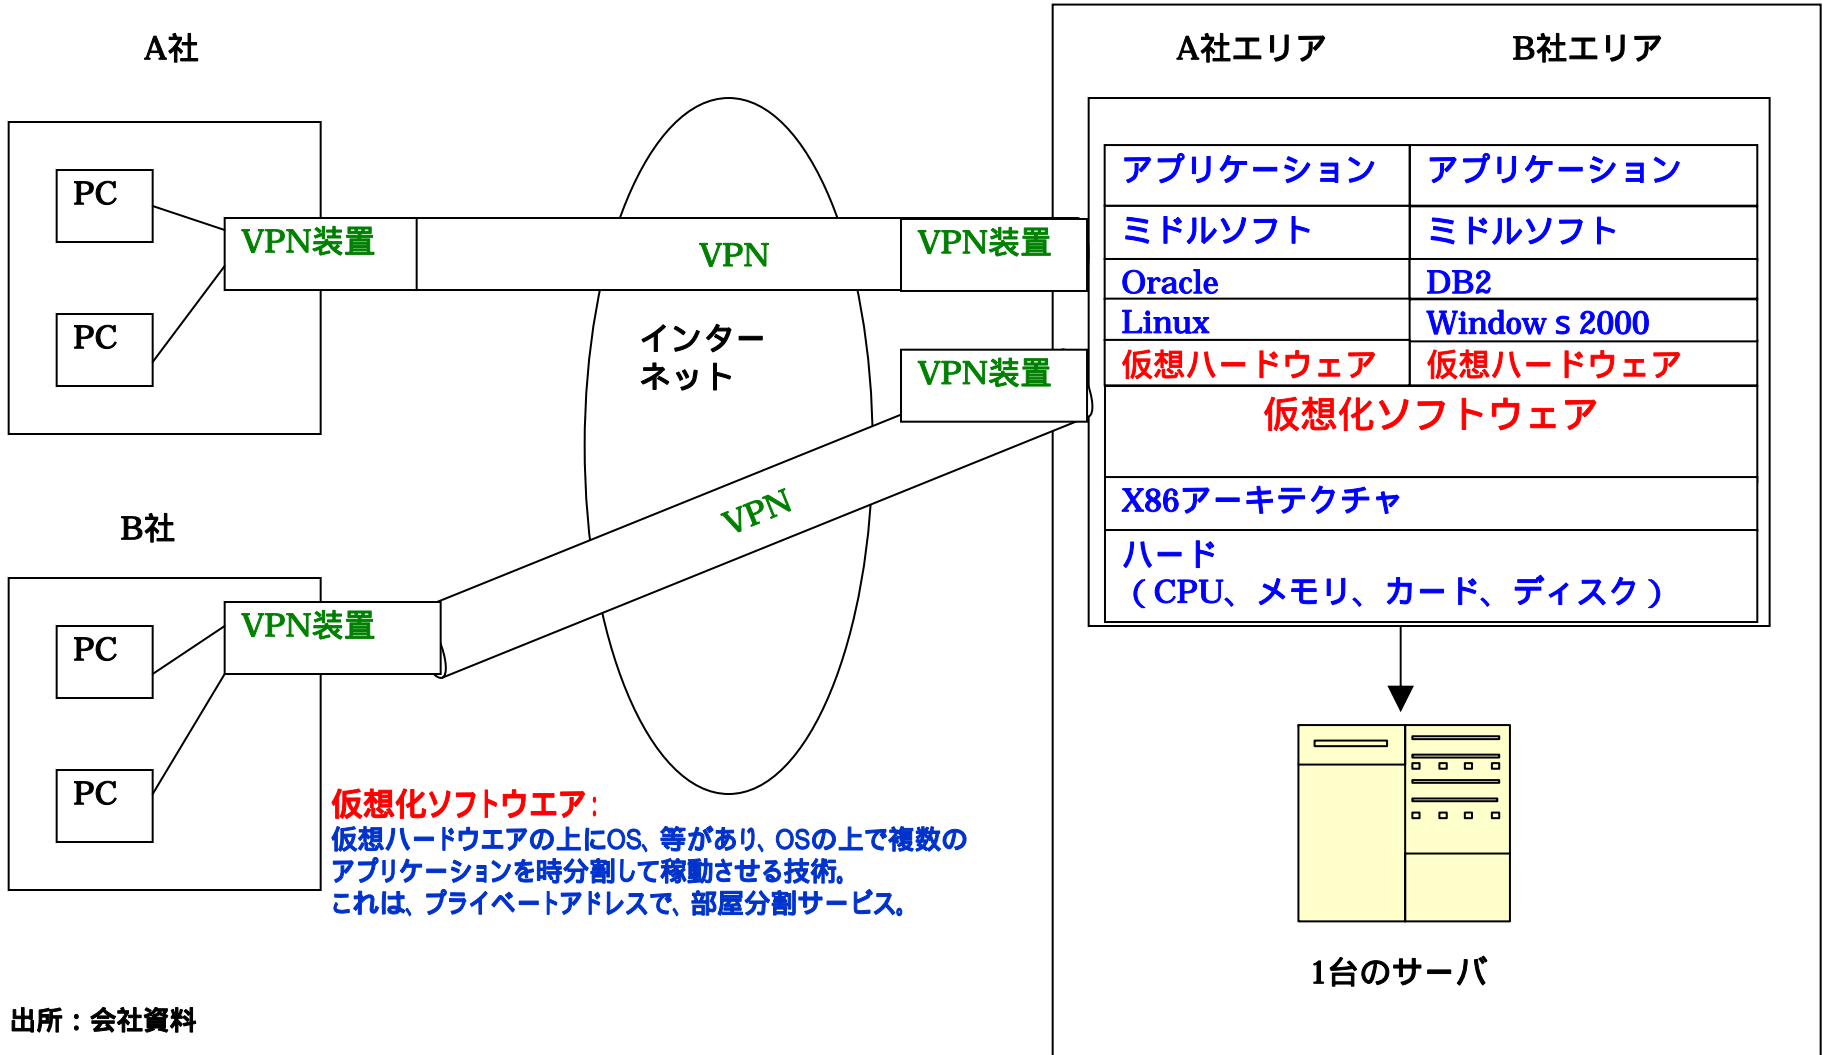 A社
A社エリア
B社エリア
PC
PC
VPN装置
VPN
VPN装置
インター
ネット
VPN装置
アプリケーション
アプリケーション
ミドルソフト
ミドルソフト
Oracle
DB2
Linux
Windowｓ2000
仮想ハードウェア
仮想ハードウェア
仮想化ソフトウェア
X86アーキテクチャ
ハード
（CPU、メモリ、カード、ディスク）
B社
PC
PC
VPN装置
VPN
仮想化ソフトウエア：
仮想ハードウエアの上にOS、等があり、OSの上で複数の
アプリケーションを時分割して稼動させる技術。
これは、プライベートアドレスで、部屋分割サービス。
1台のサーバ
出所：会社資料